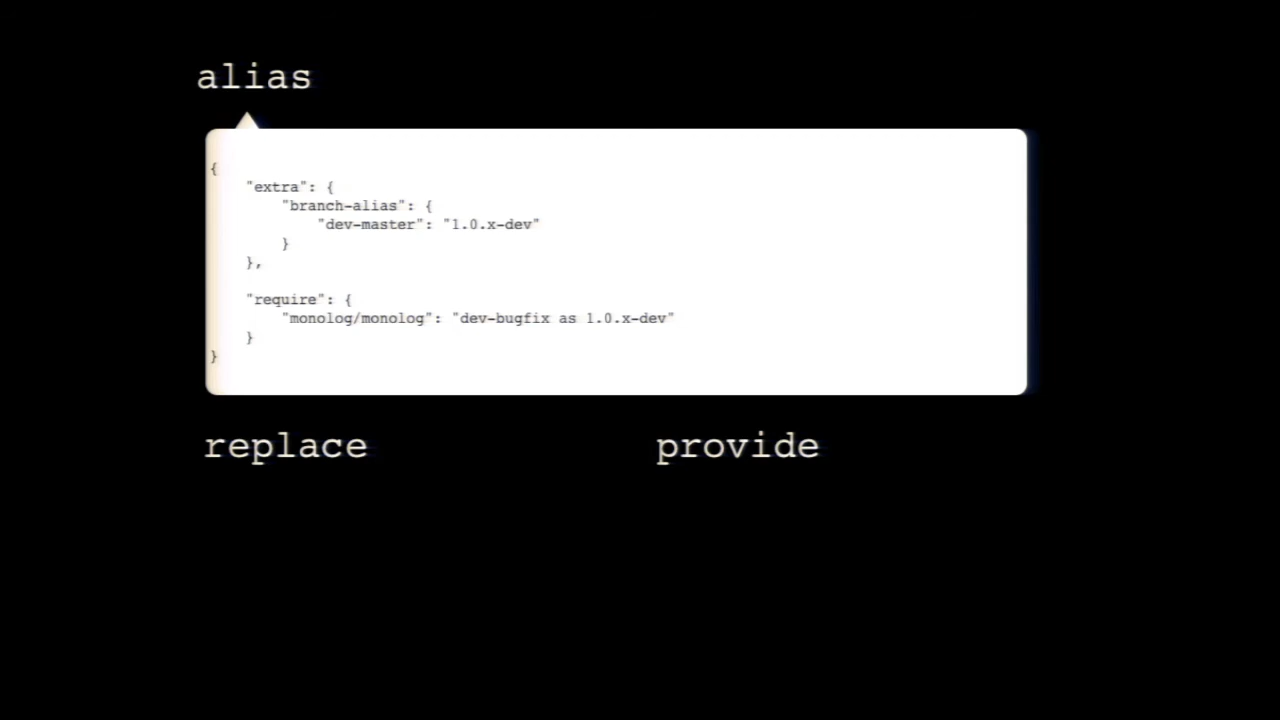 alias
{
    "extra": {
        "branch-alias": {
            "dev-master": "1.0.x-dev"
        }
    },
    "require": {
        "monolog/monolog": "dev-bugfix as 1.0.x-dev"
    }
}
replace provide